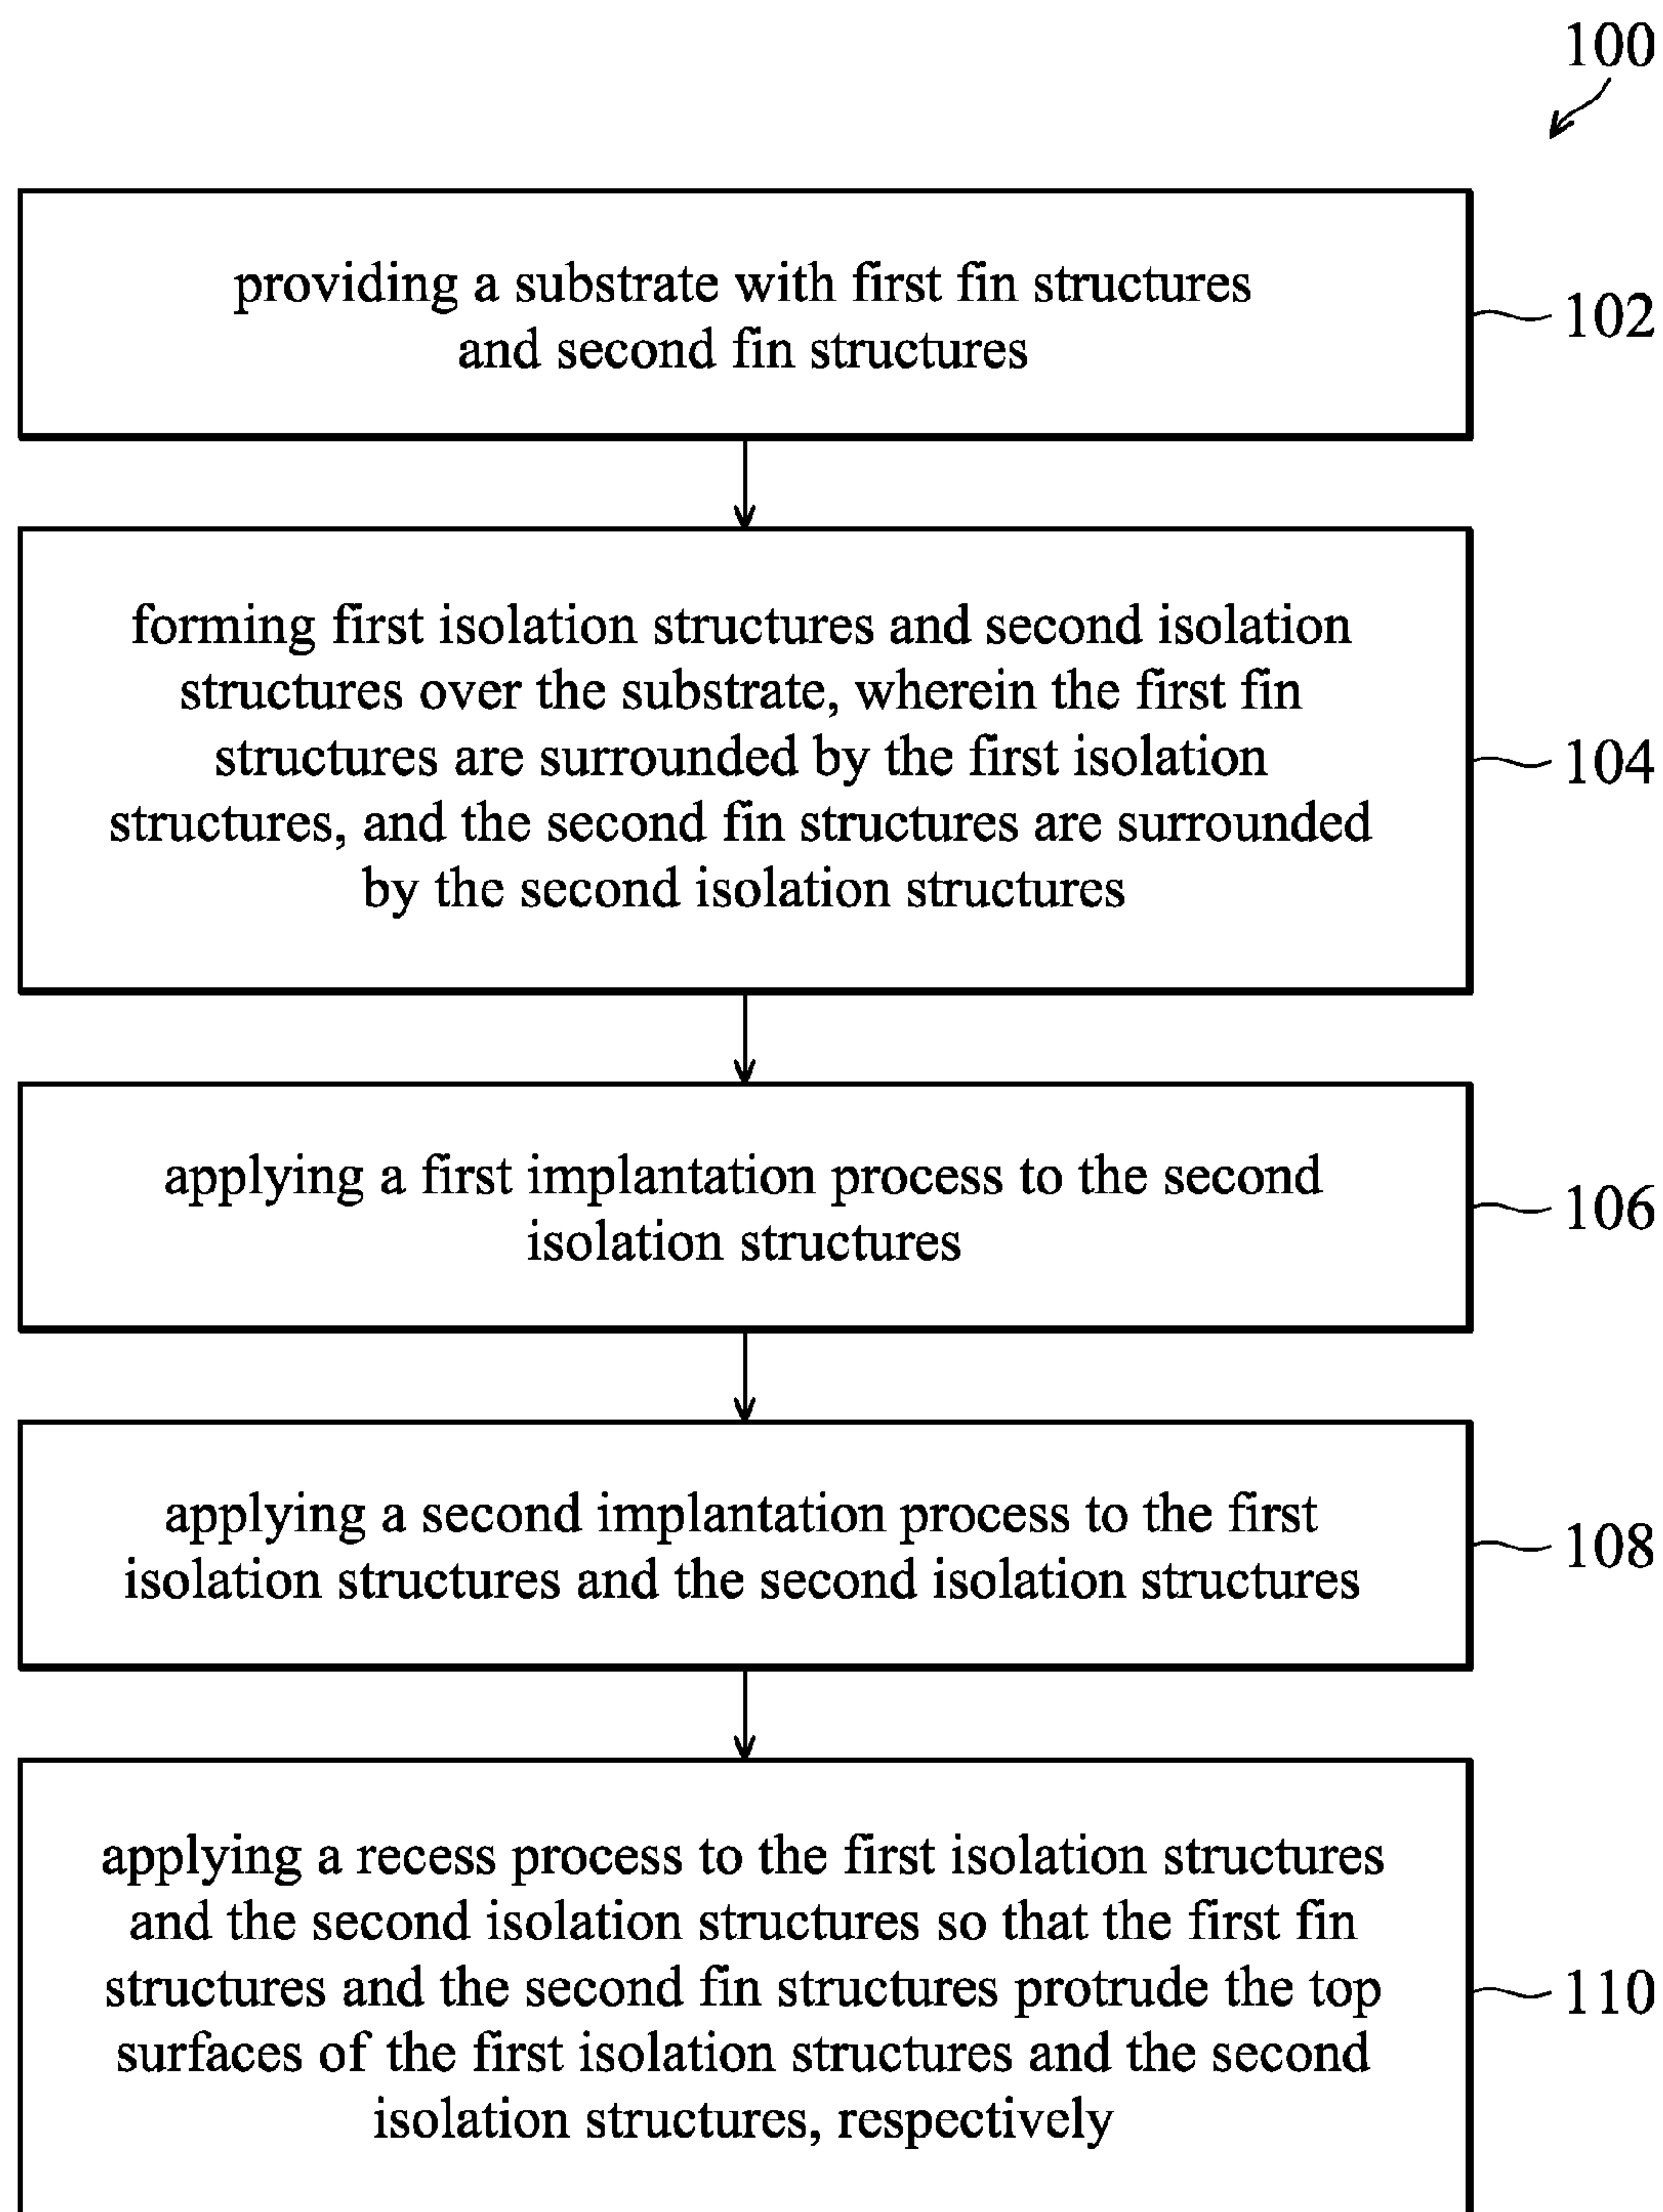 100
providing a substrate with first fin structures
and second fin structures
102
forming first isolation structures and second isolation
structures over the substrate, wherein the first fin
structures are surrounded by the first isolation
structures, and the second fin structures are surrounded
by the second isolation structures
104
applying a first implantation process to the second
isolation structures
106
applying a second implantation process to the first
isolation structures and the second isolation structures
108
applying a recess process to the first isolation structures
and the second isolation structures so that the first fin
structures and the second fin structures protrude the top
surfaces of the first isolation structures and the second
isolation structures, respectively
110